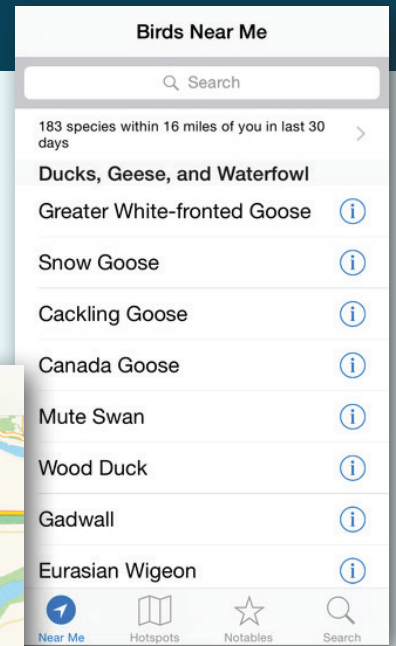 Birds Near Me
Search
183 species within 16 miles of you in last 30
days
Ducks, Geese, and Waterfowl
Greater White-fronted Goose
Snow Goose
Cackling Goose
Canada Goose
Mute Swan
Wood Duck
Gadwall
Eurasian Wigeon
Near Me Hotspots Notables Search